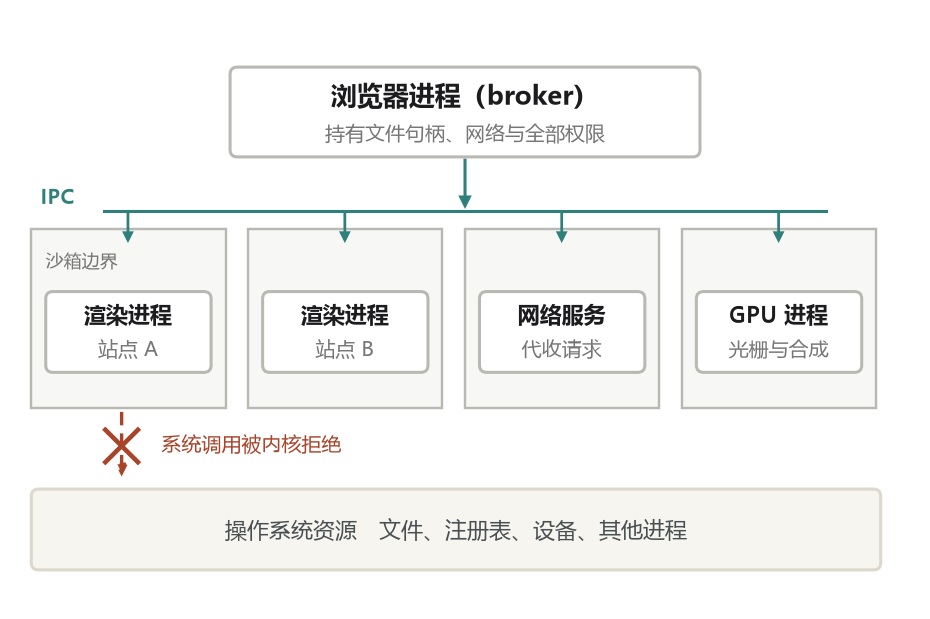 浏览器进程（broker）
持有文件句柄、网络与全部权限
IPC
沙箱边界
渲染进程
站点 A
渲染进程
站点 B
网络服务
代收请求
GPU 进程
光栅与合成
系统调用被内核拒绝
操作系统资源　文件、注册表、设备、其他进程